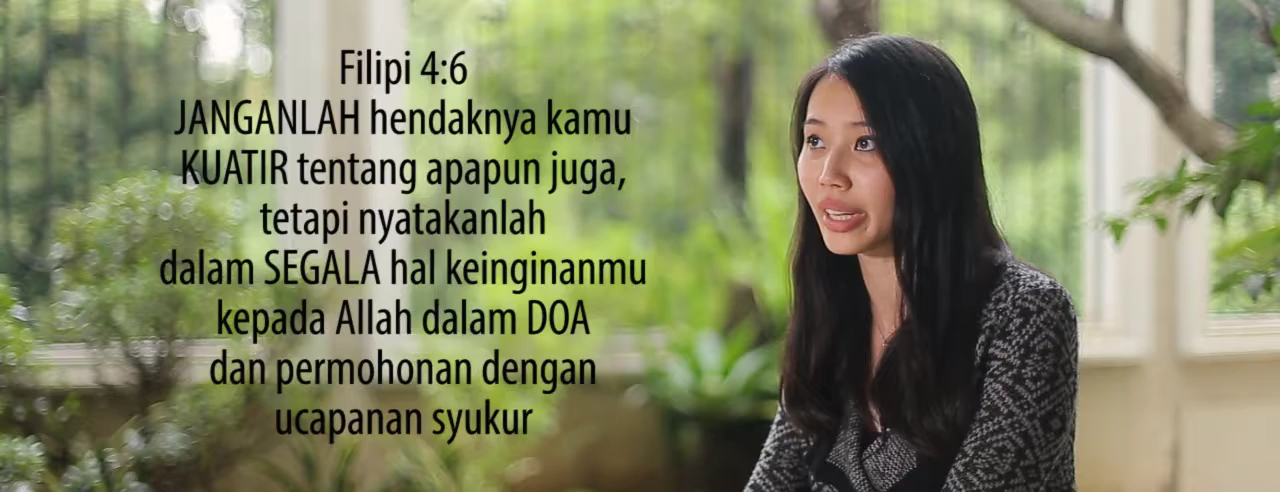 Filipi 4:6
JANGANLAH hendaknya kamu
KUATIR tentang apapun juga,
tetapi nyatakanlah
dalam SEGALA hal keinginanmu
kepada Allah dalam DOA
dan permohonan dengan
ucapanan syukur